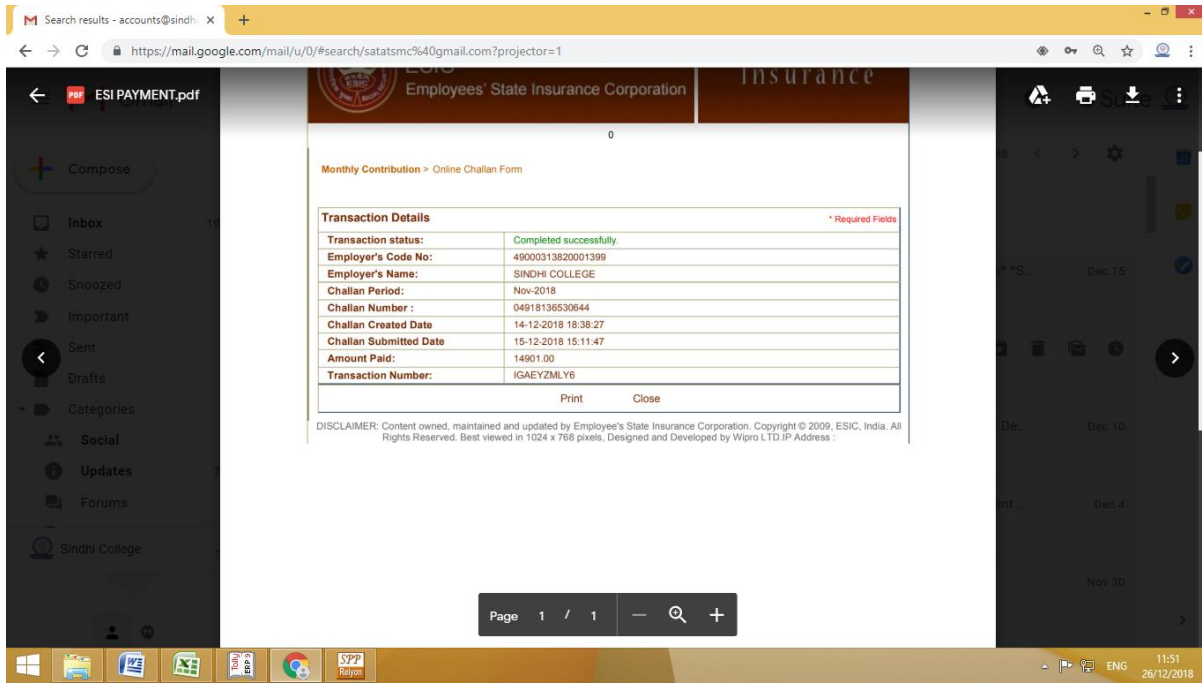 Search results - accounts@sindh
https://mail.google.com/mail/u/0/#search/satatsmc%40gmail.com?projector=1
PDF ESI PAYMENT.pdf
ESIC
Employees' State Insurance Corporation
Insurance
0
Compose
Inbox
Starred
Snoozed
Important
Sent
Drafts
Categories
Social
Updates
Forums
Sindhi College
Monthly Contribution > Online Challan Form
Transaction Details * Required Fields
Transaction status: Completed successfully.
Employer's Code No: 49000313820001399
Employer's Name: SINDHI COLLEGE
Challan Period: Nov-2018
Challan Number : 04918136530644
Challan Created Date 14-12-2018 18:38:27
Challan Submitted Date 15-12-2018 15:11:47
Amount Paid: 14901.00
Transaction Number: IGAEYZMLY6
Print Close
DISCLAIMER: Content owned, maintained and updated by Employee's State Insurance Corporation. Copyright © 2009, ESIC, India. All
Rights Reserved. Best viewed in 1024 x 768 pixels, Designed and Developed by Wipro LTD.IP Address :
Dec 15
Dec 10
Dec 4
Nov 30
Page 1 / 1
Tally ERP 9
SPP Relyon
ENG
11:51
26/12/2018